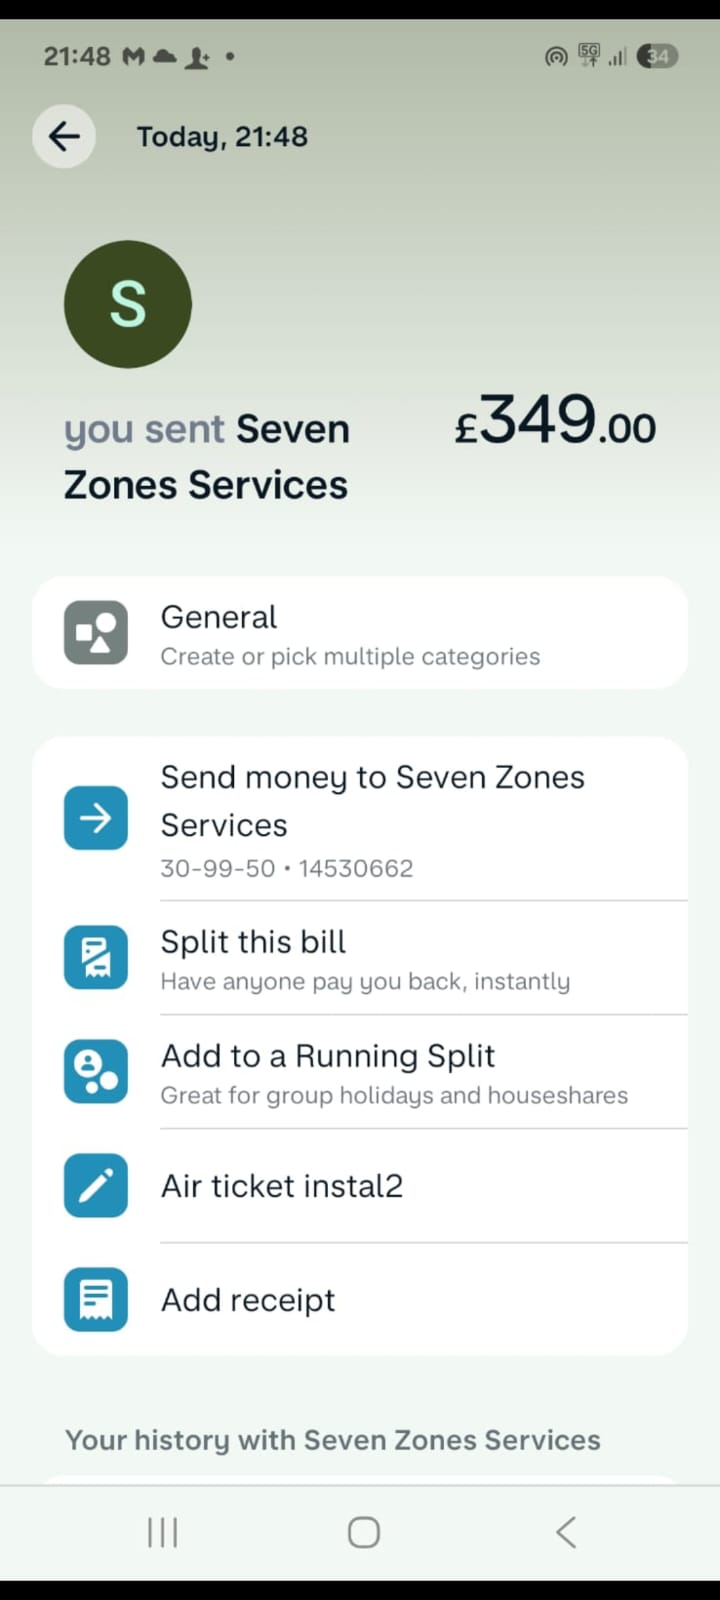 21:48
5G
34
Today, 21:48
S
you sent Seven
Zones Services
£349.00
General
Create or pick multiple categories
Send money to Seven Zones
Services
30-99-50 • 14530662
Split this bill
Have anyone pay you back, instantly
Add to a Running Split
Great for group holidays and houseshares
Air ticket instal2
Add receipt
Your history with Seven Zones Services